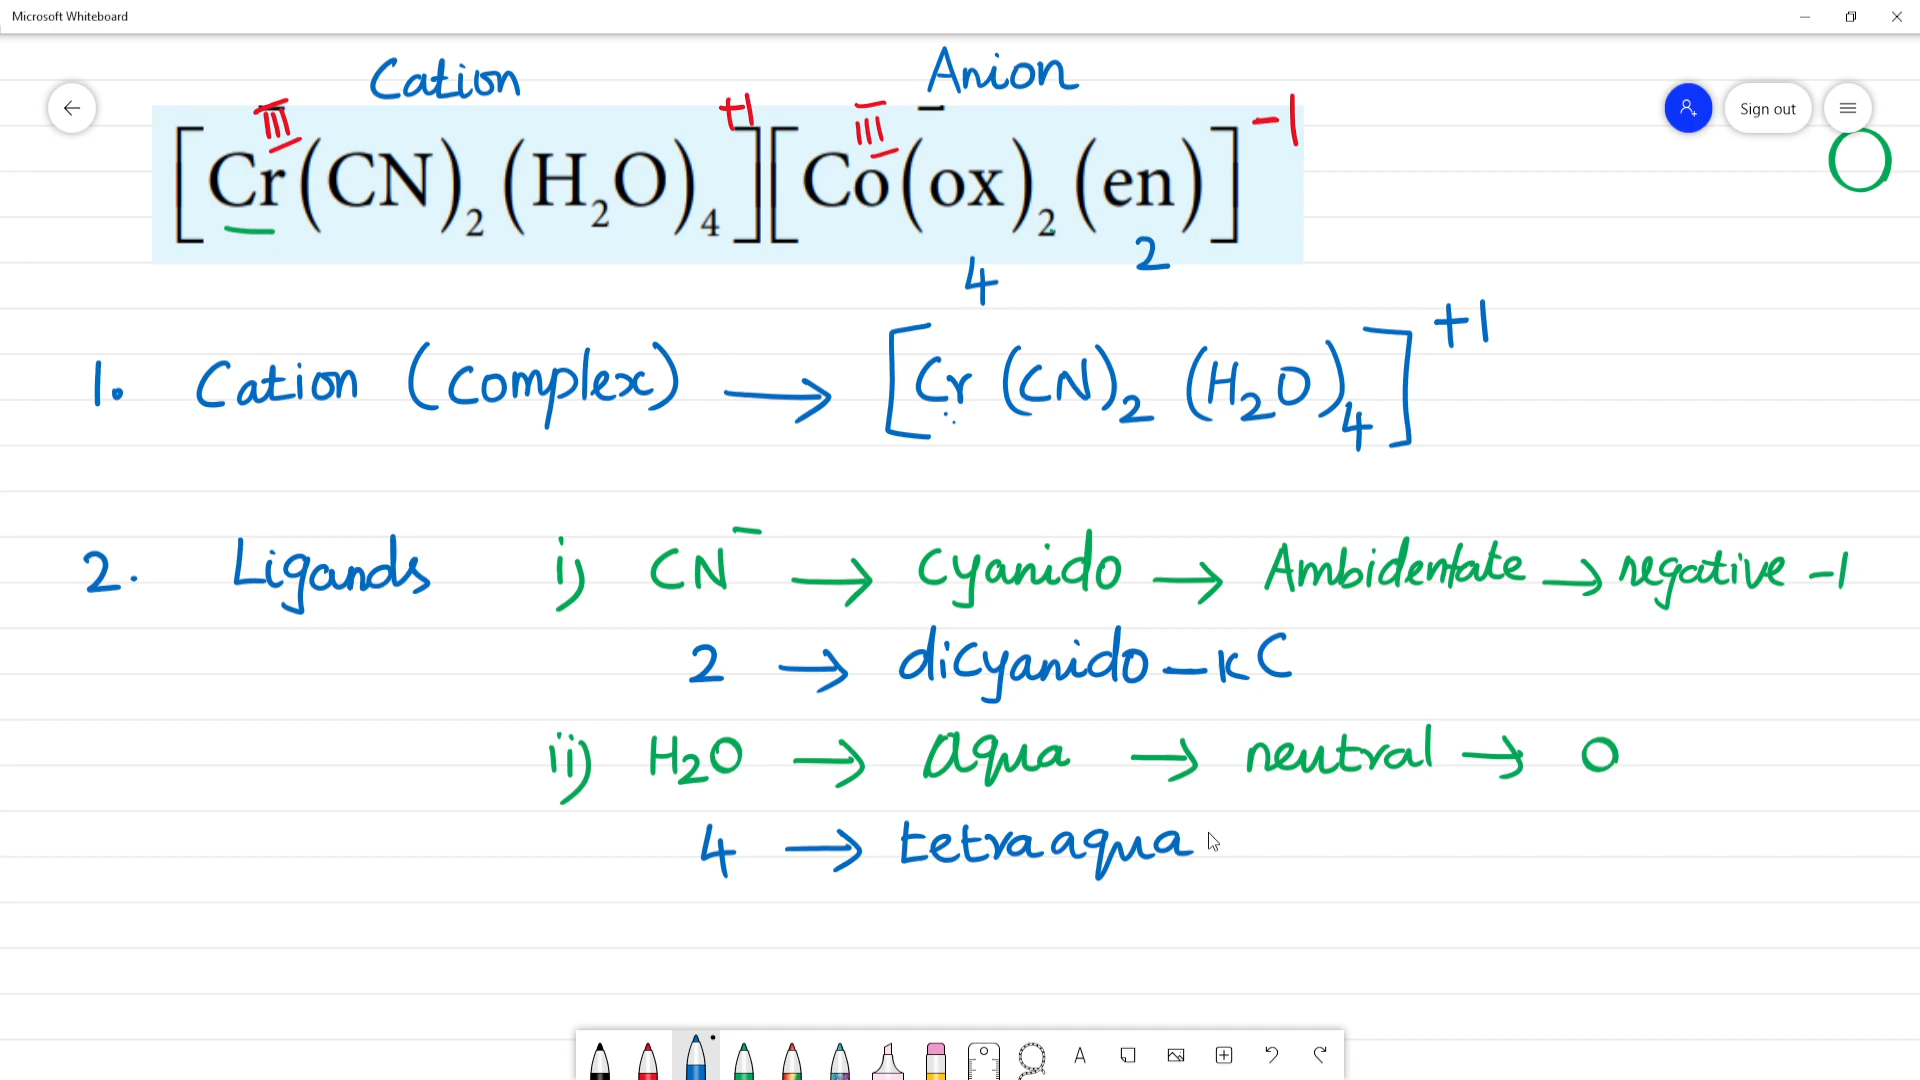 Microsoft Whiteboard
Cation Anion
Sign out
III +1 III -1
[Cr(CN)₂(H₂O)₄][Co(ox)₂(en)]
4 2
1. Cation (complex) → [Cr (CN)₂ (H₂O)₄]⁺¹
2. Ligands i) CN⁻ → Cyanido → Ambidentate → negative -1
2 → dicyanido-κC
ii) H₂O → aqua → neutral → 0
4 → tetraaqua
A